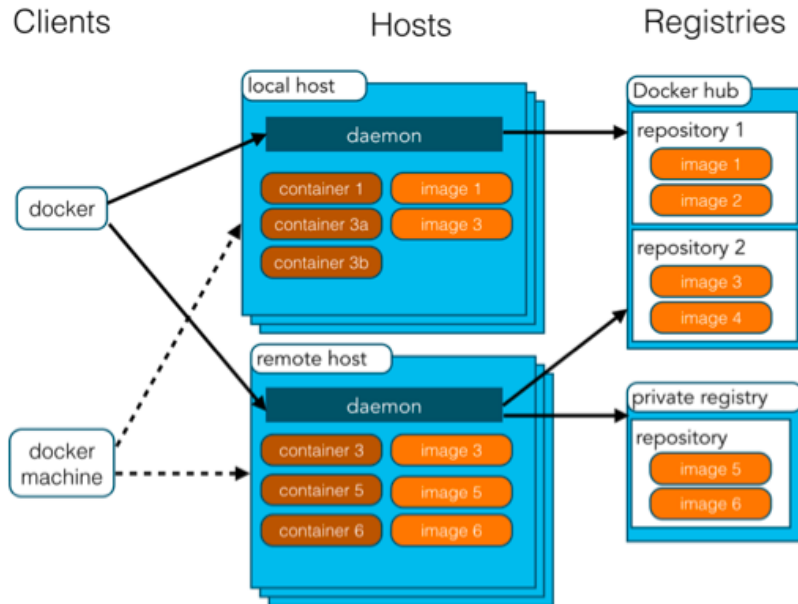 Clients
Hosts
Registries
local host
daemon
container 1
image 1
container 3a
image 3
container 3b
docker
remote host
daemon
container 3
image 3
container 5
image 5
container 6
image 6
docker
machine
Docker hub
repository 1
image 1
image 2
repository 2
image 3
image 4
private registry
repository
image 5
image 6